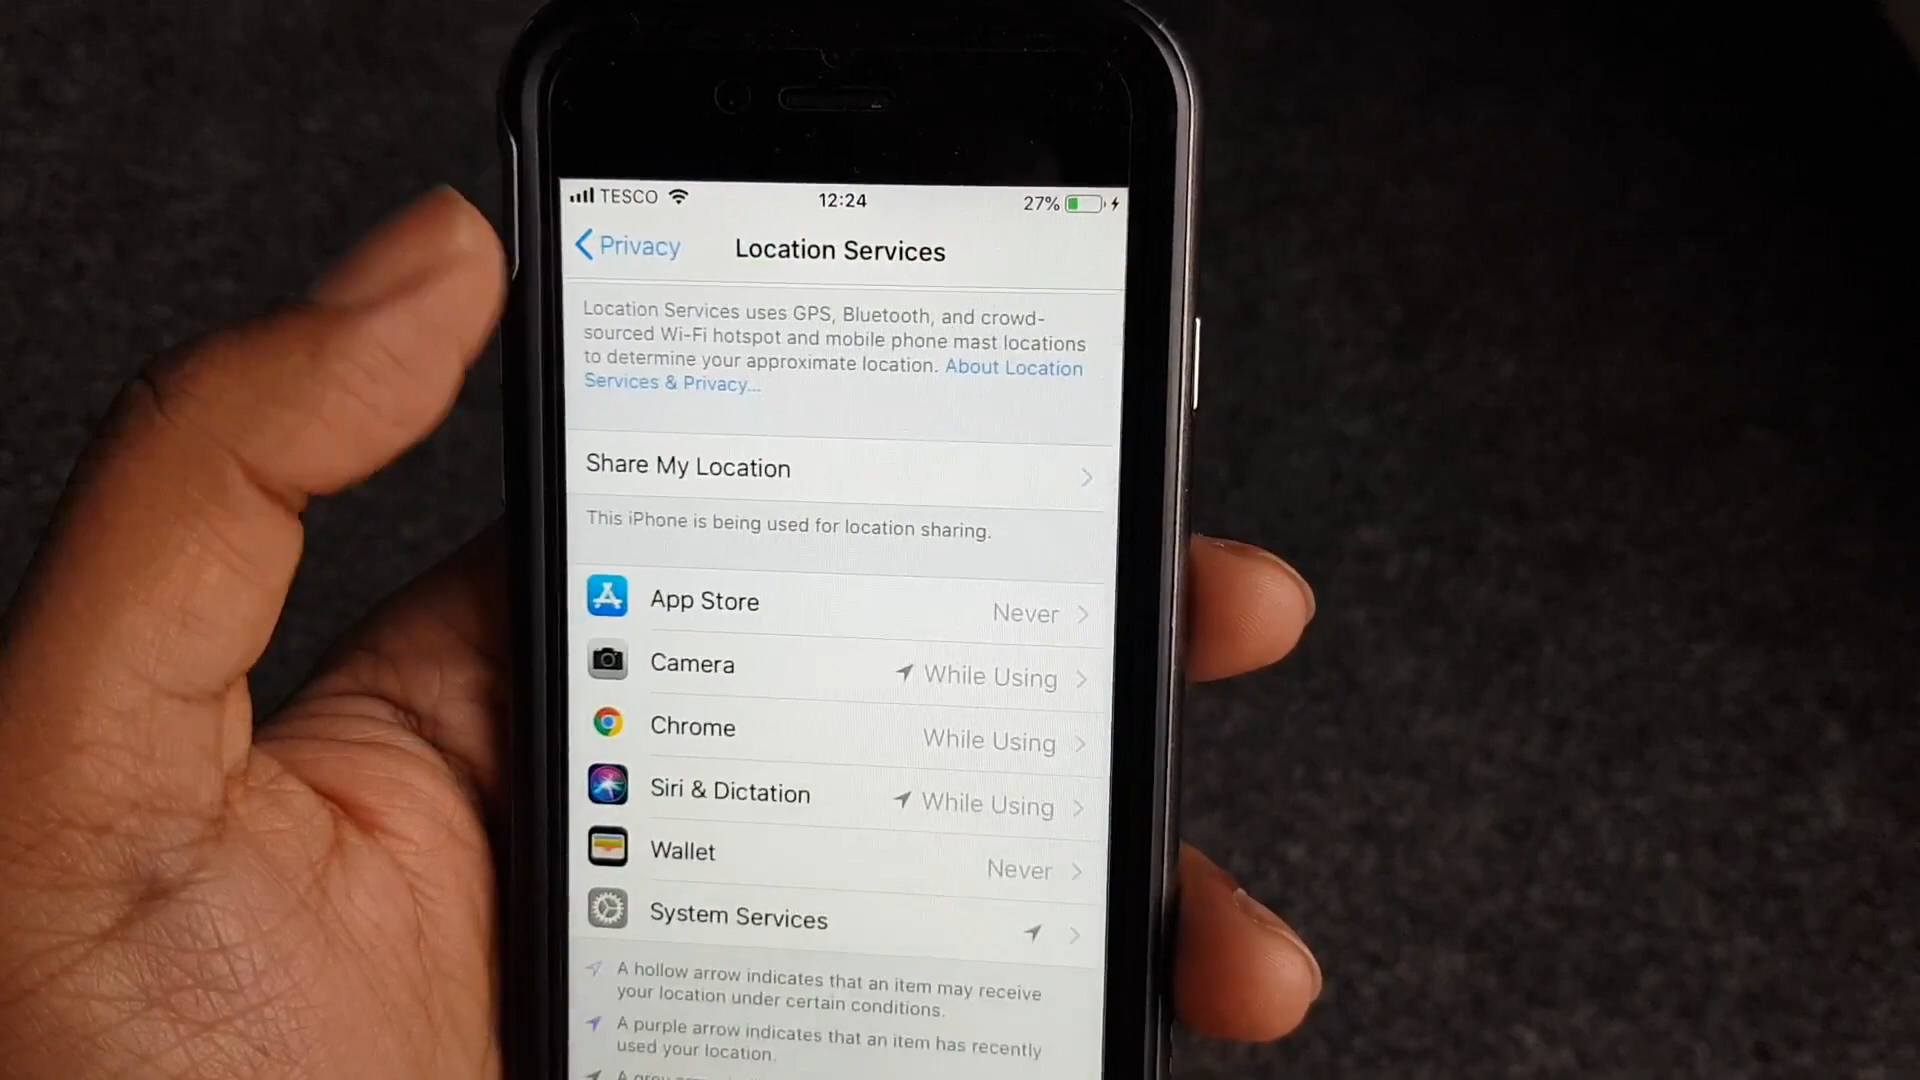 TESCO 12:24 27%
Privacy Location Services
Location Services uses GPS, Bluetooth, and crowd-
sourced Wi-Fi hotspot and mobile phone mast locations
to determine your approximate location. About Location
Services & Privacy...
Share My Location
This iPhone is being used for location sharing.
App Store Never
Camera While Using
Chrome While Using
Siri & Dictation While Using
Wallet Never
System Services
A hollow arrow indicates that an item may receive
your location under certain conditions.
A purple arrow indicates that an item has recently
used your location.
A grey